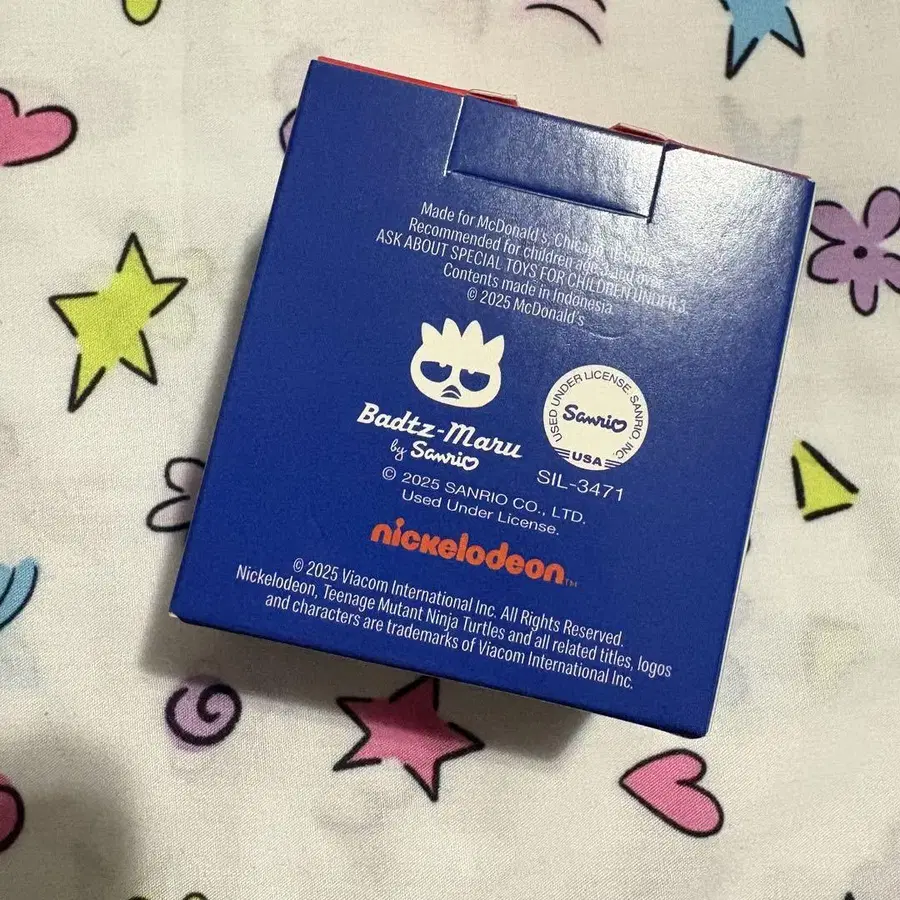 Made for McDonald's, Chicago, IL
Recommended for children age 3 and over.
ASK ABOUT SPECIAL TOYS FOR CHILDREN UNDER 3.
Contents made in Indonesia.
© 2025 McDonald's
Badtz-Maru
by Sanrio
USED UNDER LICENSE. SANRIO, INC.
Sanrio
USA
SIL-3471
© 2025 SANRIO CO., LTD.
Used Under License.
nickelodeon™
© 2025 Viacom International Inc. All Rights Reserved.
Nickelodeon, Teenage Mutant Ninja Turtles and all related titles, logos
and characters are trademarks of Viacom International Inc.